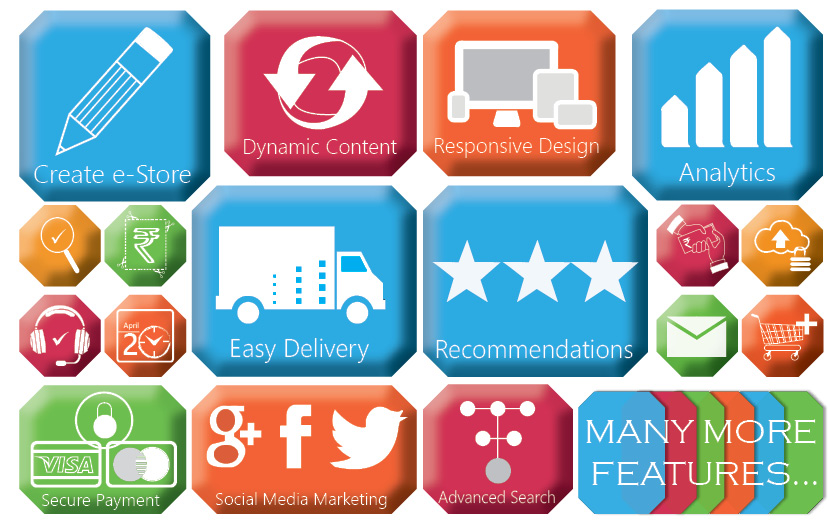 Create e-Store
Dynamic Content
Responsive Design
Analytics
₹
April
20
Easy Delivery
Recommendations
₹
VISA
Secure Payment
g+ f
Social Media Marketing
Advanced Search
MANY MORE
FEATURES...